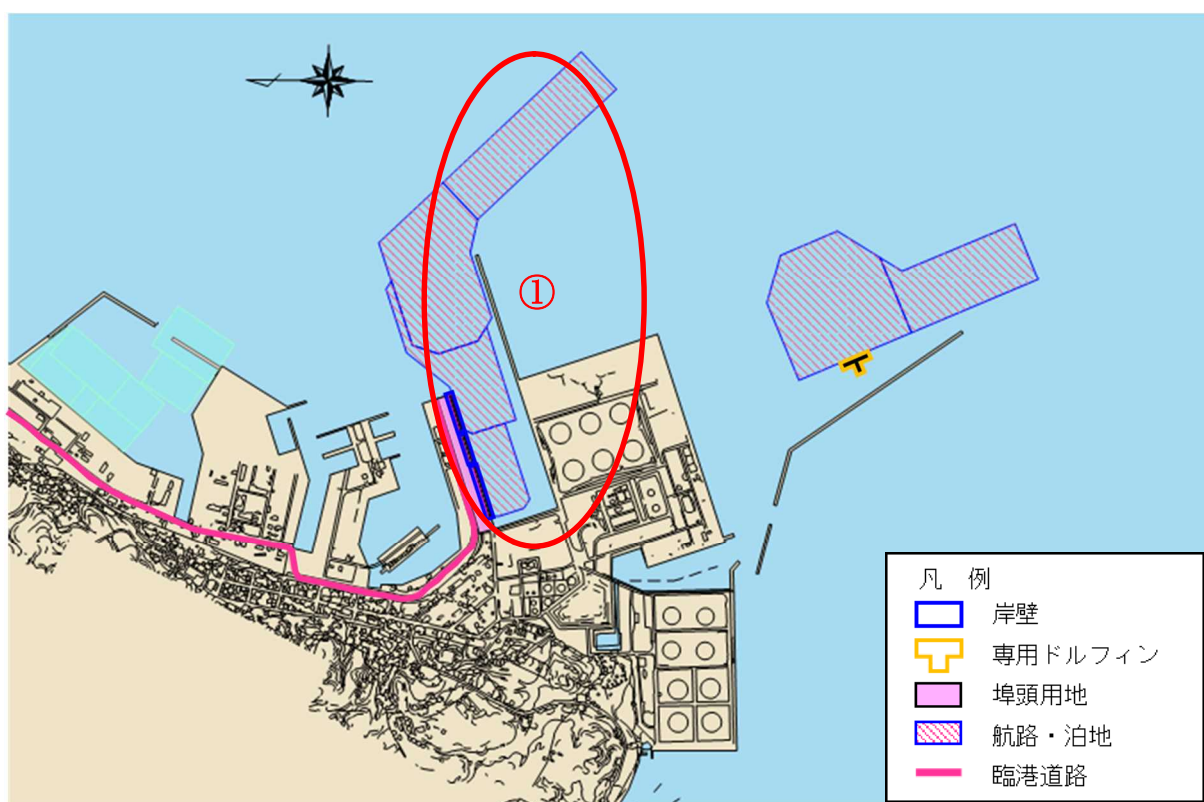 ①
凡 例
岸壁
専用ドルフィン
埠頭用地
航路・泊地
臨港道路